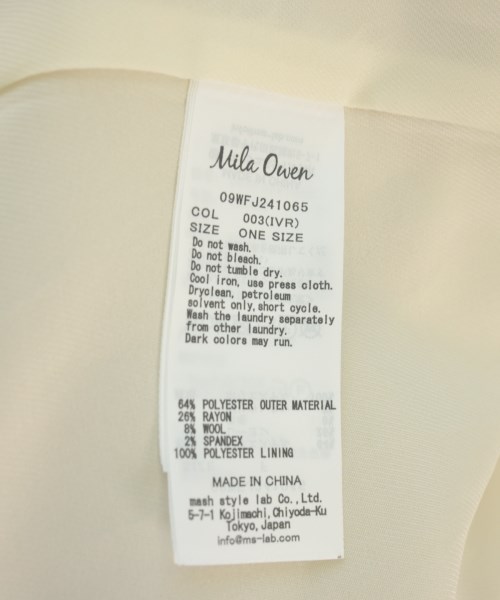 Mila Owen
09WFJ241065
COL 003(IVR)
SIZE ONE SIZE
Do not wash.
Do not bleach.
Do not tumble dry.
Cool iron, use press cloth.
Dryclean, petroleum
solvent only,short cycle.
Wash the laundry separately
from other laundry.
Dark colors may run.
64% POLYESTER OUTER MATERIAL
26% RAYON
8% WOOL
2% SPANDEX
100% POLYESTER LINING
MADE IN CHINA
mash style lab Co.,Ltd.
5-7-1 Kojimachi,Chiyoda-Ku
Tokyo,Japan
info@ms-lab.com